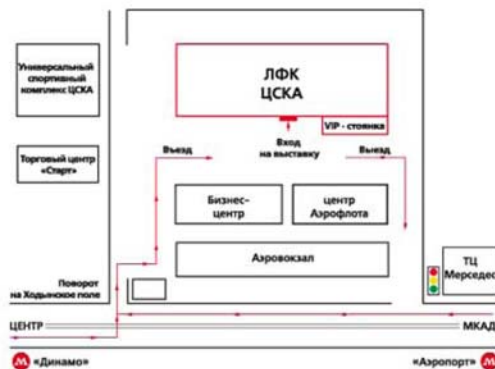 Универсальный
спортивный
комплекс ЦСКА
ЛФК
ЦСКА
VIP - стоянка
Торговый центр
«Старт»
Въезд
Вход
на выставку
Выезд
Бизнес-
центр
центр
Аэрофлота
Аэровокзал
ТЦ
Мерседес
Поворот
на Ходынское поле
ЦЕНТР
МКАД
М «Динамо»
«Аэропорт» М